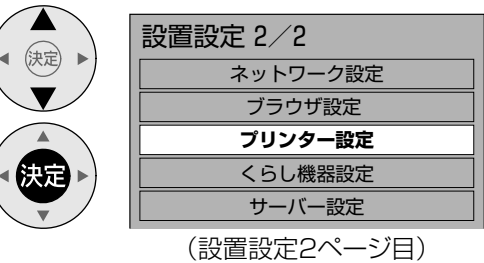 決定
設置設定 2／2
ネットワーク設定
ブラウザ設定
プリンター設定
決定
くらし機器設定
サーバー設定
（設置設定2ページ目）